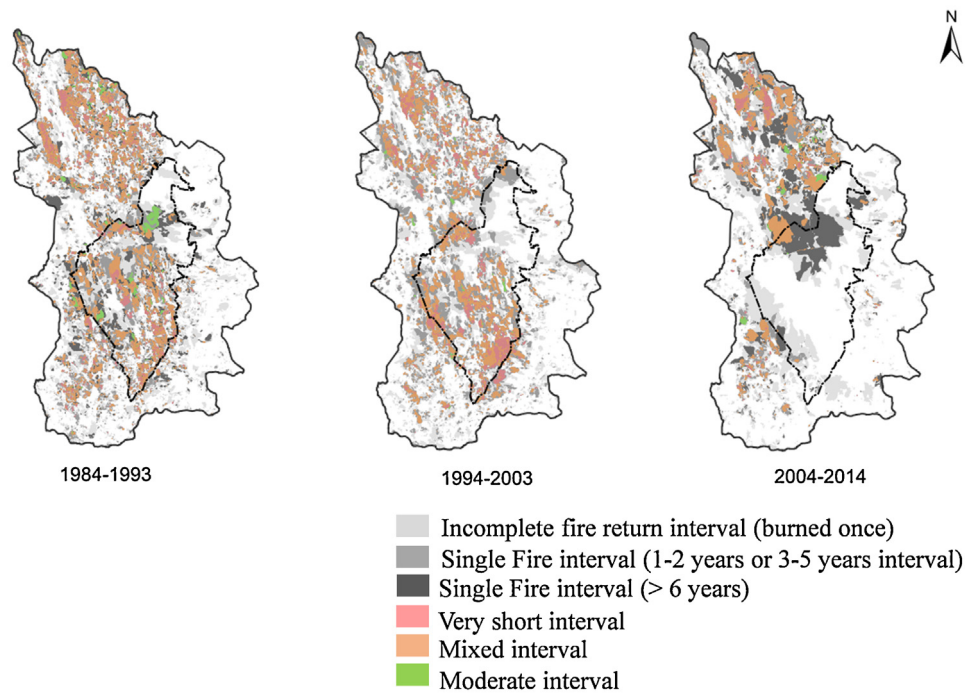 N
1984-1993
1994-2003
2004-2014
Incomplete fire return interval (burned once)
Single Fire interval (1-2 years or 3-5 years interval)
Single Fire interval (> 6 years)
Very short interval
Mixed interval
Moderate interval